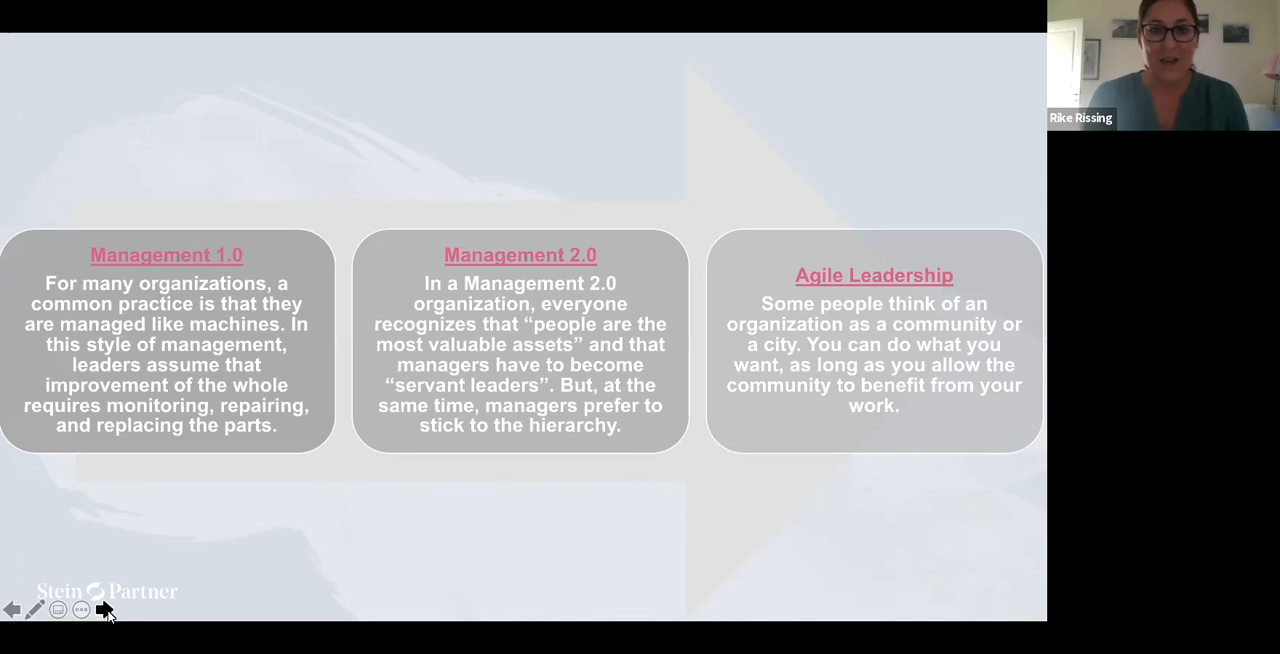 Rike Rissing
Management 1.0
For many organizations, a
common practice is that they
are managed like machines. In
this style of management,
leaders assume that
improvement of the whole
requires monitoring, repairing,
and replacing the parts.
Management 2.0
In a Management 2.0
organization, everyone
recognizes that “people are the
most valuable assets” and that
managers have to become
“servant leaders”. But, at the
same time, managers prefer to
stick to the hierarchy.
Agile Leadership
Some people think of an
organization as a community or
a city. You can do what you
want, as long as you allow the
community to benefit from your
work.
Stein Partner